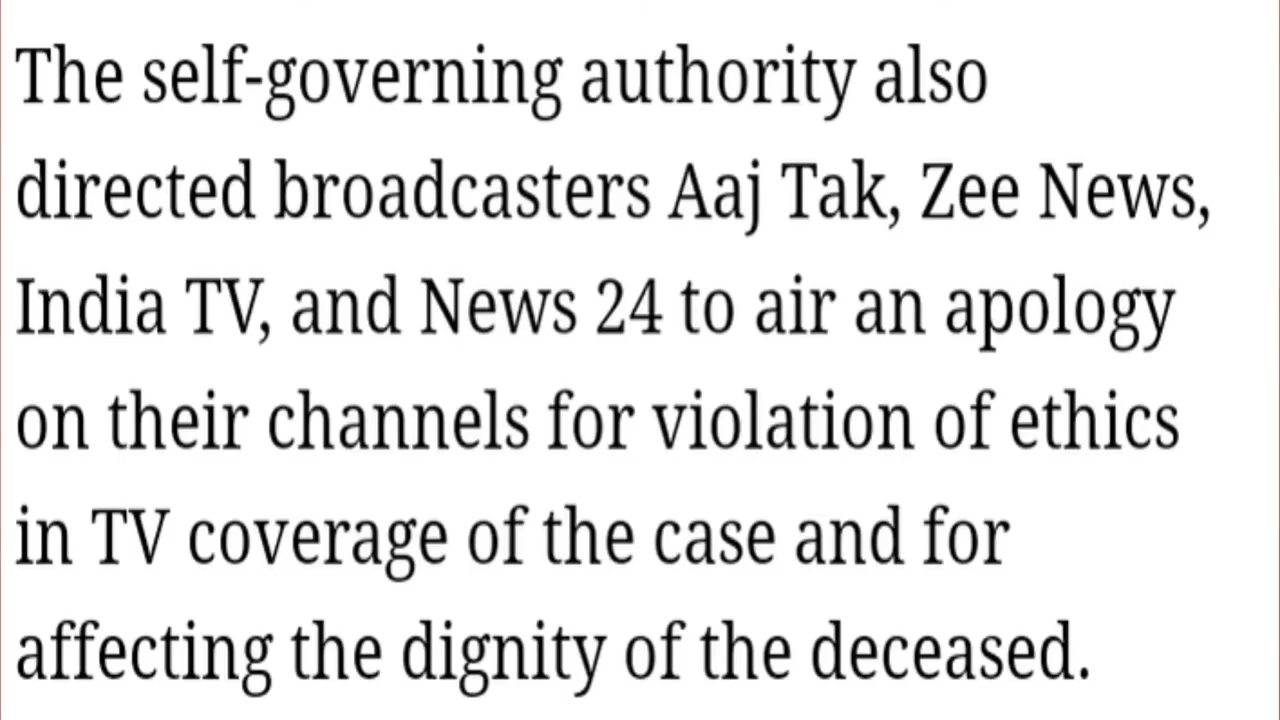 The self-governing authority also
directed broadcasters Aaj Tak, Zee News,
India TV, and News 24 to air an apology
on their channels for violation of ethics
in TV coverage of the case and for
affecting the dignity of the deceased.